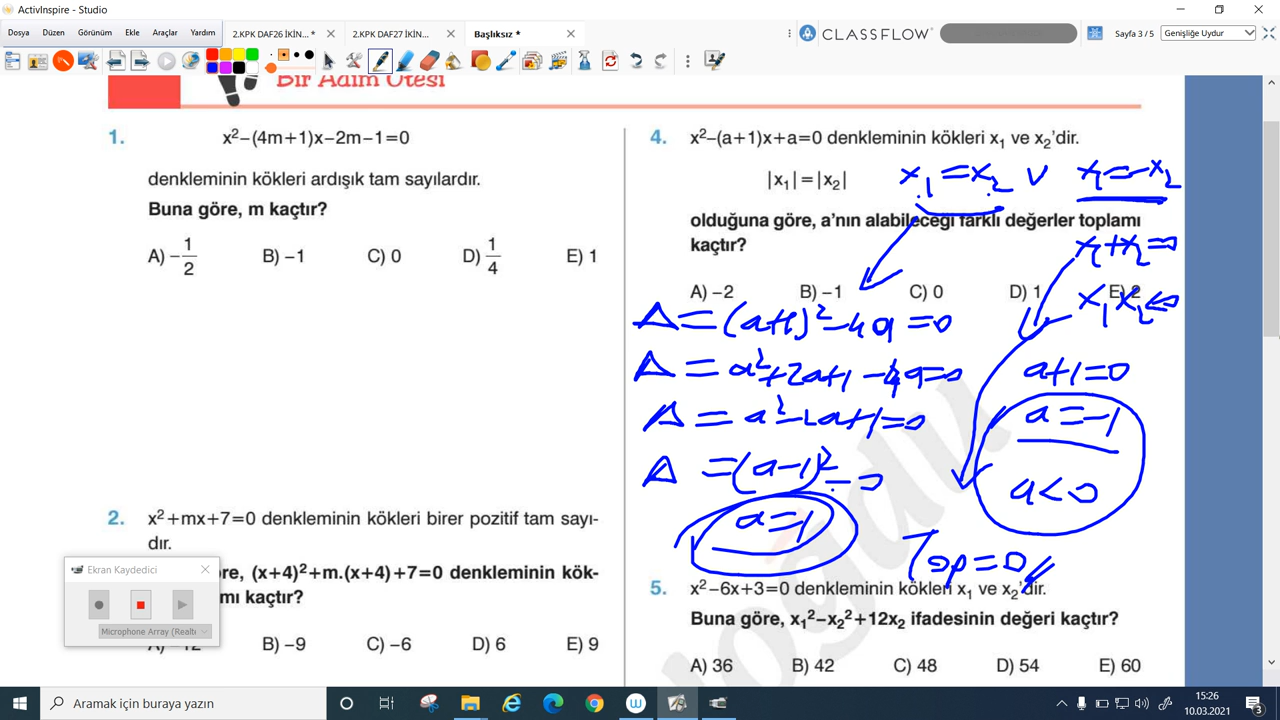 ActivInspire - Studio
Dosya Düzen Görünüm Ekle Araçlar Yardım
2.KPK DAF26 İKİN...*
2.KPK DAF27 İKİN...
Başlıksız *
CLASSFLOW
Sayfa 3 / 5
Genişliğe Uydur
Bir Adım Ötesi
1. x²−(4m+1)x−2m−1=0
denkleminin kökleri ardışık tam sayılardır.
Buna göre, m kaçtır?
A) −1/2 B) −1 C) 0 D) 1/4 E) 1
2. x²+mx+7=0 denkleminin kökleri birer pozitif tam sayı-
dır.
re, (x+4)²+m.(x+4)+7=0 denkleminin kök-
amı kaçtır?
A) −12 B) −9 C) −6 D) 6 E) 9
Ekran Kaydedici
Microphone Array (Realt
4. x²−(a+1)x+a=0 denkleminin kökleri x₁ ve x₂'dir.
|x₁|=|x₂|
x₁=x₂ ∨ x₁=−x₂
olduğuna göre, a'nın alabileceği farklı değerler toplamı
kaçtır?
x₁+x₂=0
A) −2 B) −1 C) 0 D) 1 E) 2
x₁x₂<0
Δ=(a+1)²−4a=0
Δ=a²+2a+1−4a=0
a+1=0
Δ=a²−2a+1=0
a=−1
Δ=(a−1)²=0
a<0
a=1
Top=0
5. x²−6x+3=0 denkleminin kökleri x₁ ve x₂'dir.
Buna göre, x₁²−x₂²+12x₂ ifadesinin değeri kaçtır?
A) 36 B) 42 C) 48 D) 54 E) 60
Aramak için buraya yazın
15:26
10.03.2021
3